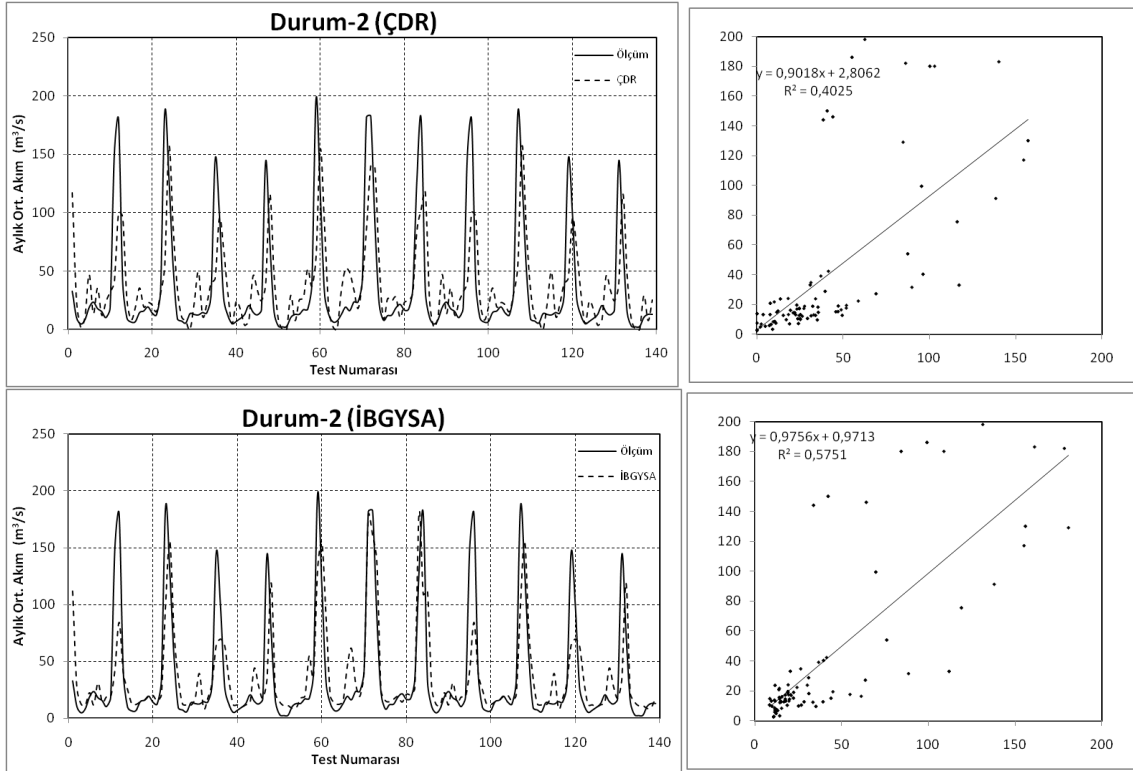 Durum-2 (ÇDR)
Aylık Ort. Akım (m³/s)
250
200
150
100
50
0
Ölçüm
ÇDR
0 20 40 60 80 100 120 140
Test Numarası
200
180
160
140
120
100
80
60
40
20
0
y = 0,9018x + 2,8062
R² = 0,4025
0 50 100 150 200
Durum-2 (İBGYSA)
Aylık Ort. Akım (m³/s)
250
200
150
100
50
0
Ölçüm
İBGYSA
0 20 40 60 80 100 120 140
Test Numarası
200
180
160
140
120
100
80
60
40
20
0
y = 0,9756x + 0,9713
R² = 0,5751
0 50 100 150 200